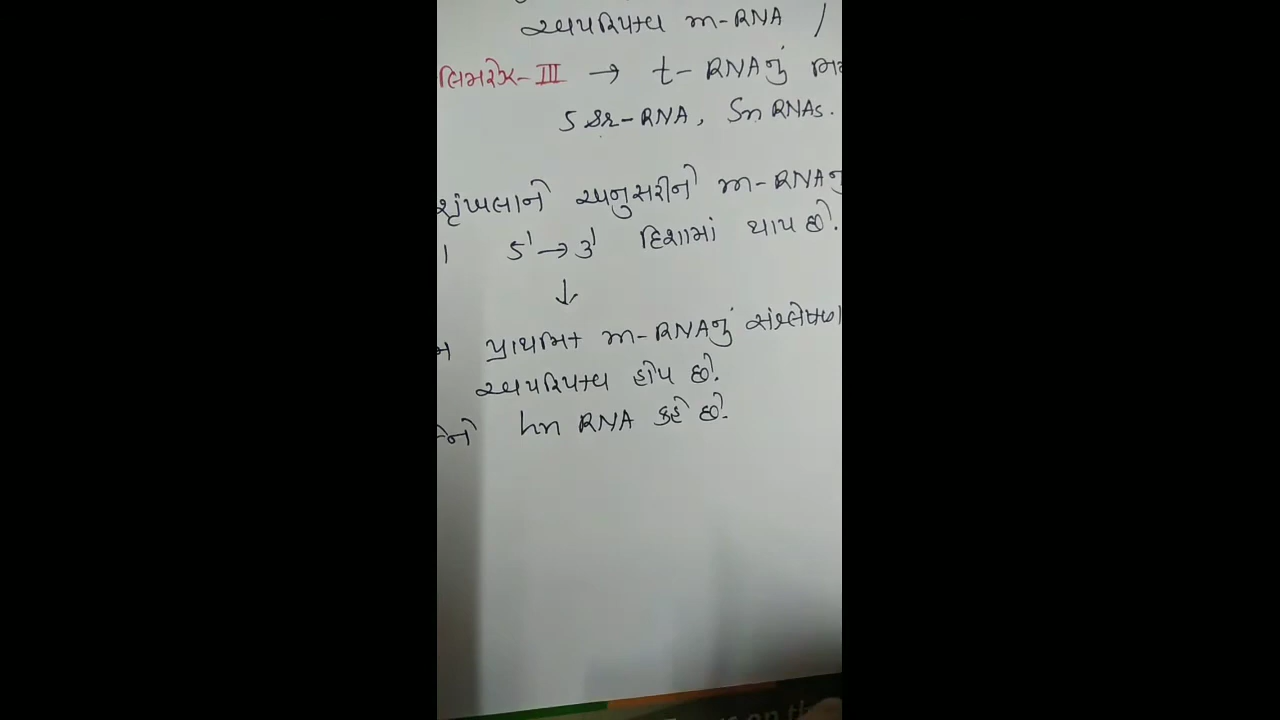 અપરિપક્વ m-RNA /
લિમરેઝ-III → t-RNAનું
5 Sr-RNA, Sn RNAs.
શૃંખલાને અનુસરીને m-RNAનુ
। 5' → 3' દિશામાં થાય છે.
↓
પ્રાથમિક m-RNAનું સંશ્લેષણ
અપરિપક્વ હોય છે.
તેને hn RNA કહે છે.